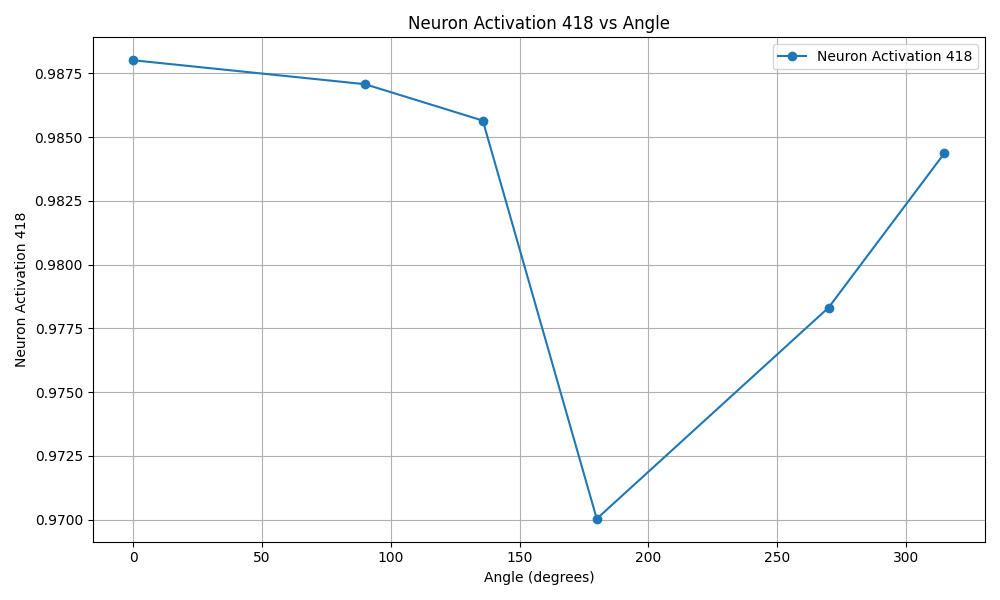 Neuron Activation 418 vs Angle
Neuron Activation 418
0.9875
0.9850
0.9825
0.9800
0.9775
0.9750
0.9725
0.9700
Neuron Activation 418
0 50 100 150 200 250 300
Angle (degrees)